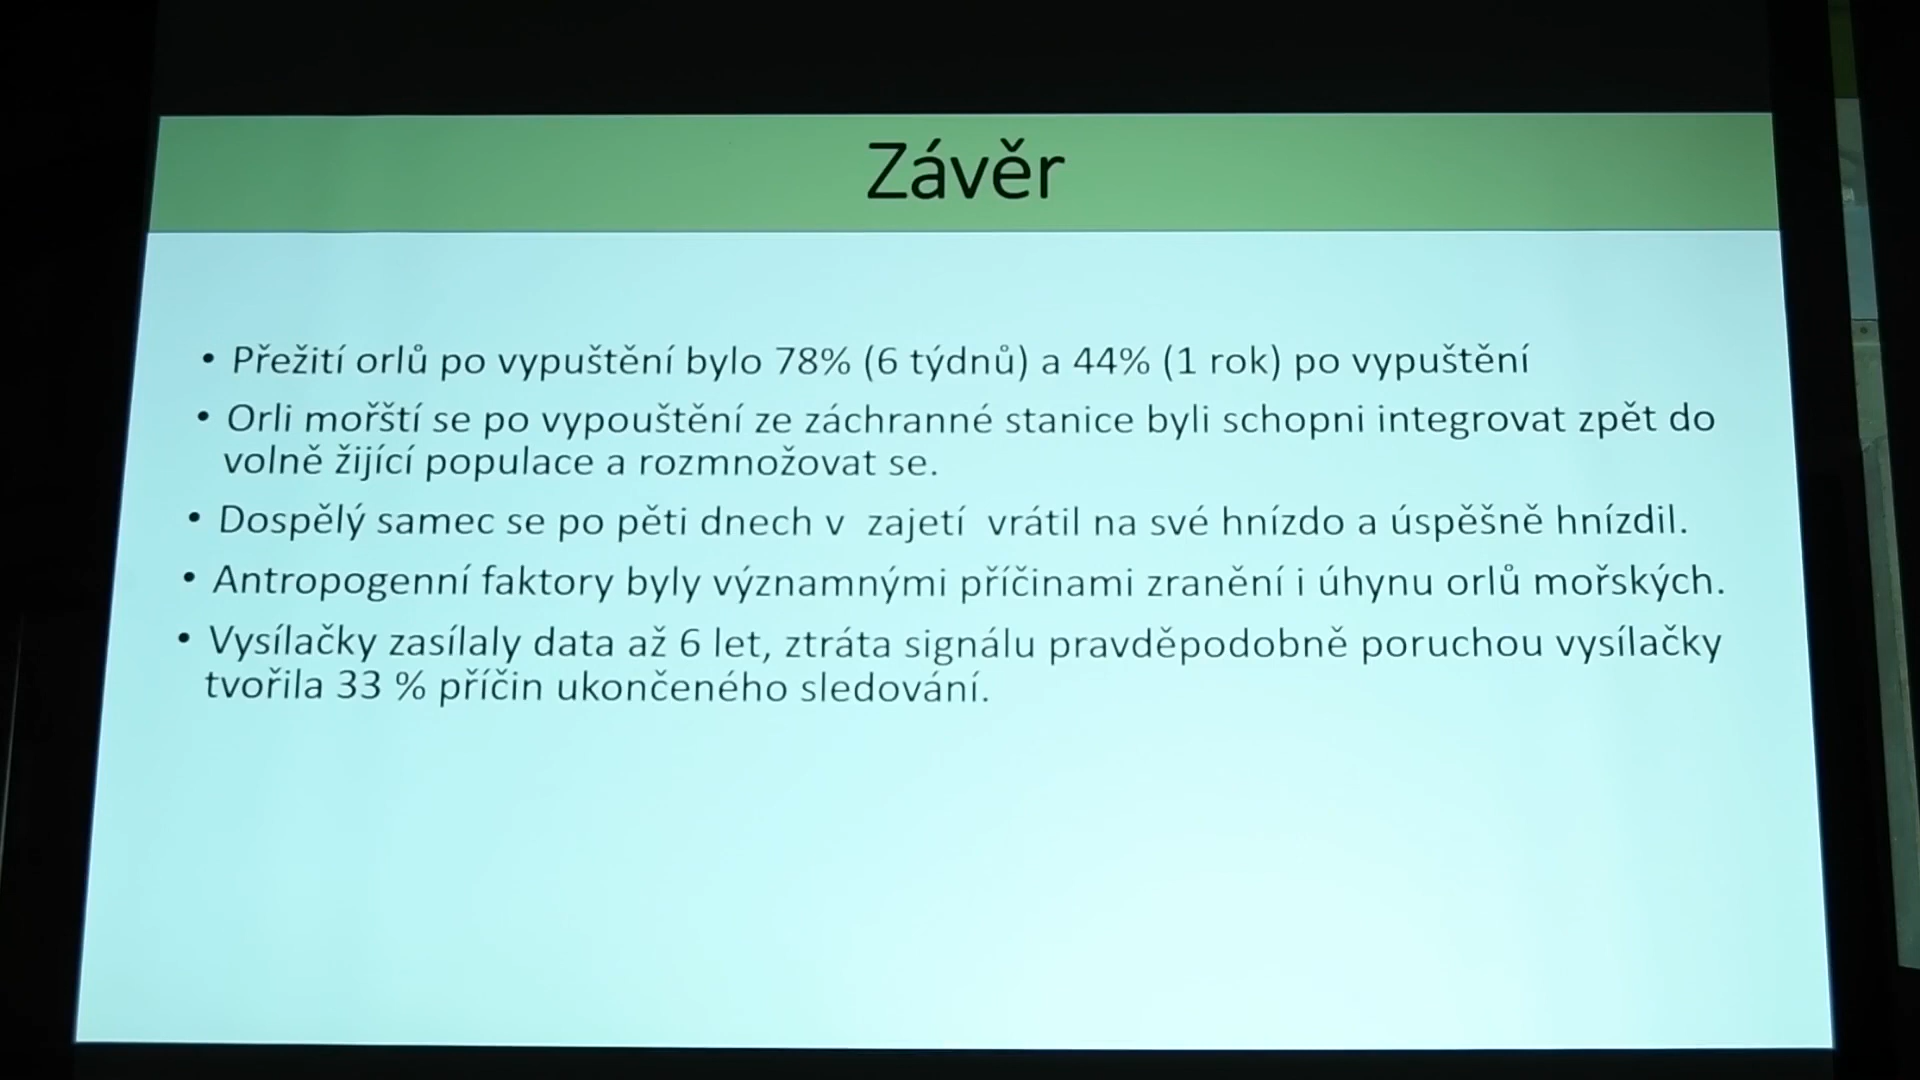 Závěr
• Přežití orlů po vypuštění bylo 78% (6 týdnů) a 44% (1 rok) po vypuštění
• Orli mořští se po vypouštění ze záchranné stanice byli schopni integrovat zpět do
volně žijící populace a rozmnožovat se.
• Dospělý samec se po pěti dnech v zajetí vrátil na své hnízdo a úspěšně hnízdil.
• Antropogenní faktory byly významnými příčinami zranění i úhynu orlů mořských.
• Vysílačky zasílaly data až 6 let, ztráta signálu pravděpodobně poruchou vysílačky
tvořila 33 % příčin ukončeného sledování.